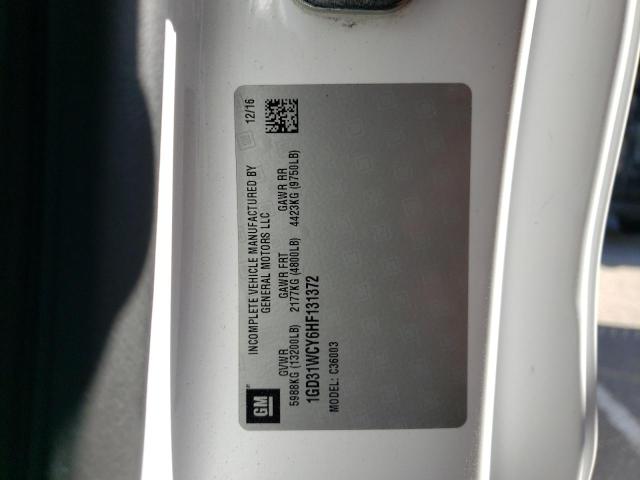 GM
INCOMPLETE VEHICLE MANUFACTURED BY
GENERAL MOTORS LLC
12/16
GVWR GAWR FRT GAWR RR
5988KG (13200LB) 2177KG (4800LB) 4423KG (9750LB)
1GD31WCY6HF131372
MODEL: C36003